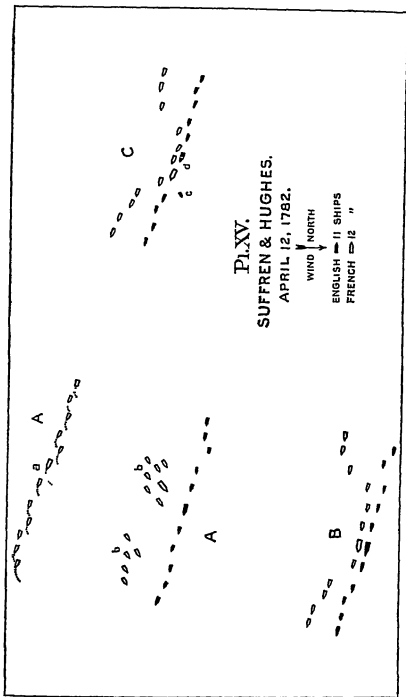 Pl.XV.
SUFFREN & HUGHES.
APRIL 12, 1782.
WIND NORTH
ENGLISH 11 SHIPS
FRENCH 12 "
A
a
b
b
A
B
C
d
c